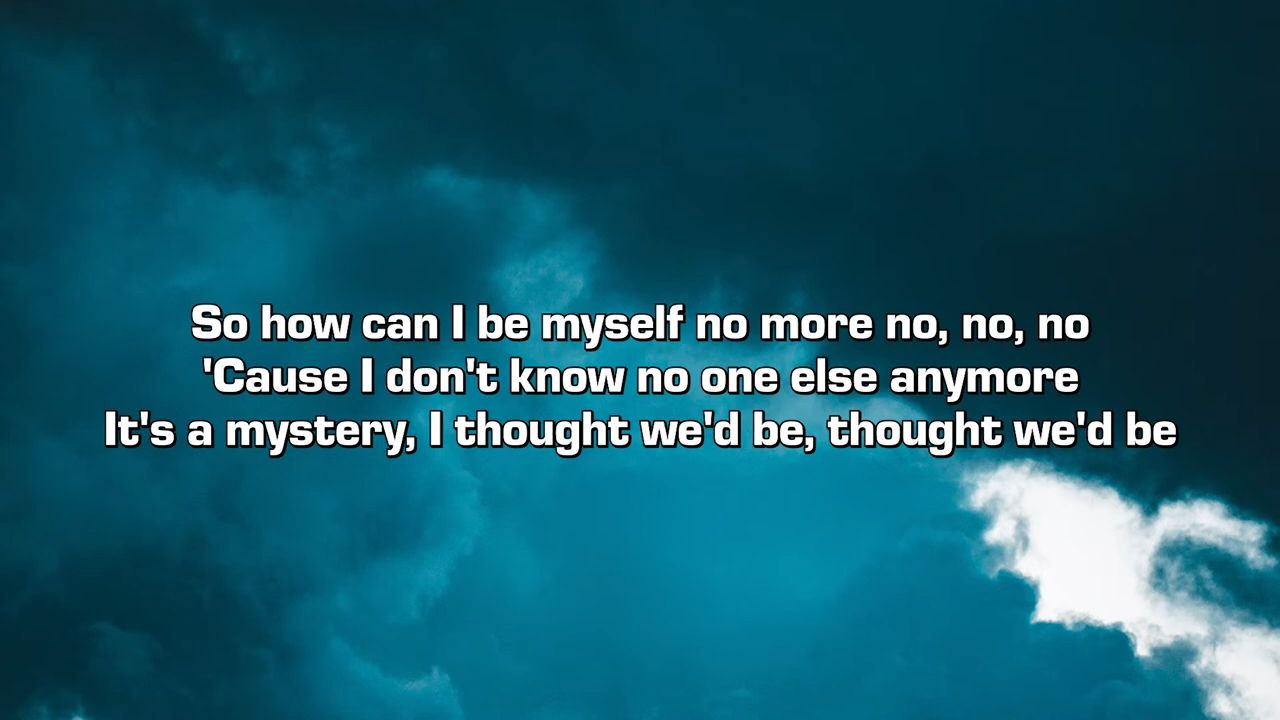 So how can I be myself no more no, no, no
'Cause I don't know no one else anymore
It's a mystery, I thought we'd be, thought we'd be